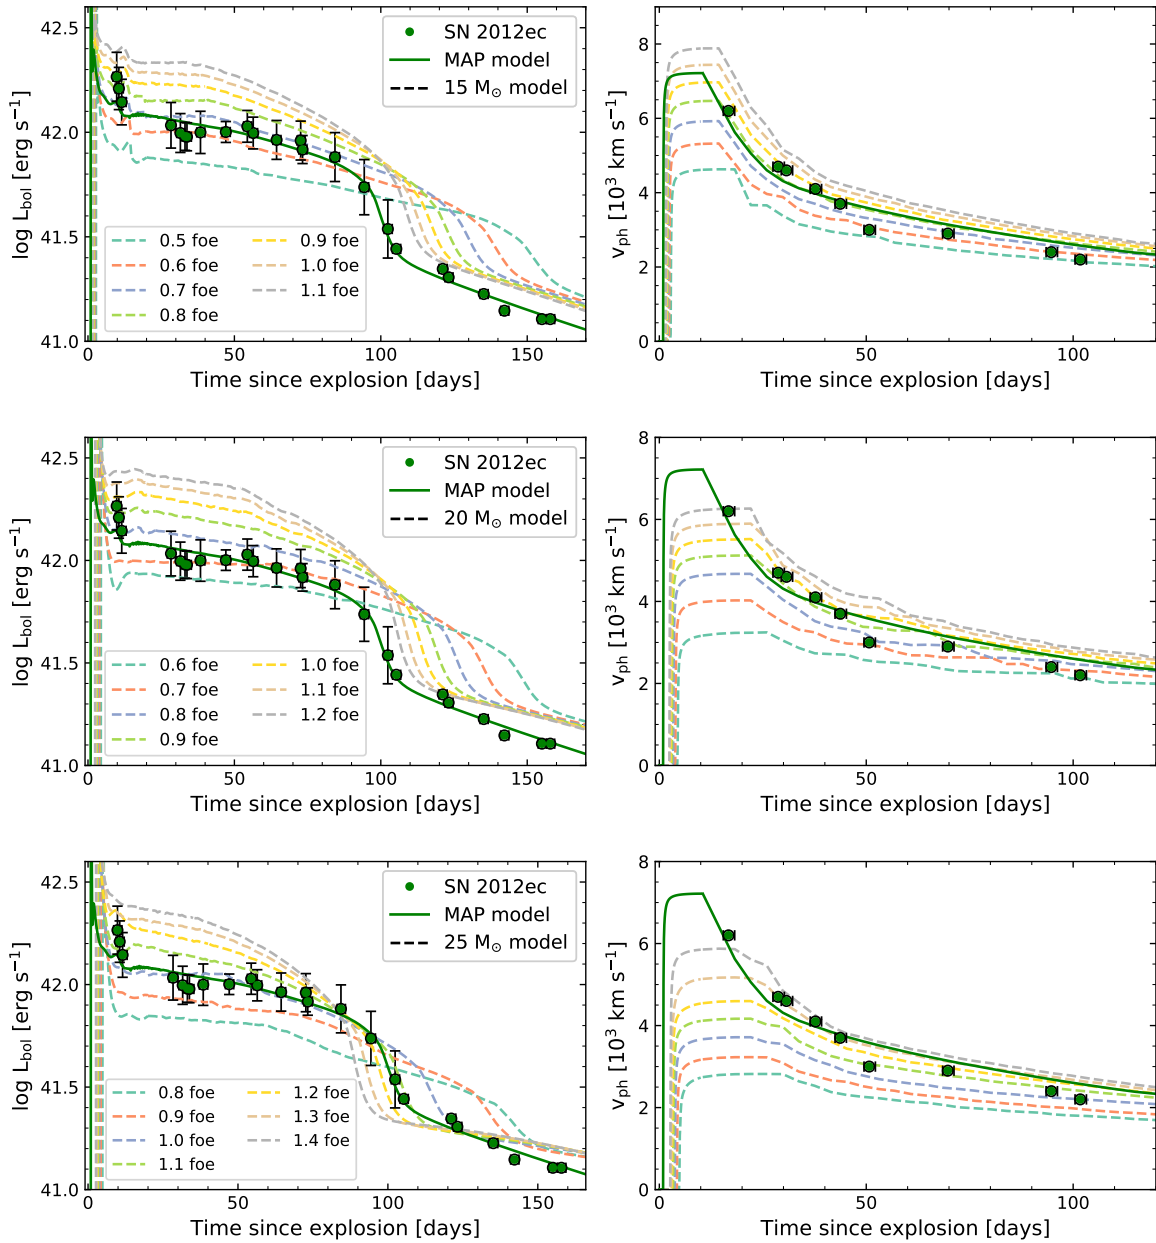 log L_bol [erg s⁻¹]
42.5
42.0
41.5
41.0
SN 2012ec
MAP model
15 M⊙ model
0.5 foe
0.6 foe
0.7 foe
0.8 foe
0.9 foe
1.0 foe
1.1 foe
0 50 100 150
Time since explosion [days]
v_ph [10³ km s⁻¹]
8
6
4
2
0
0 50 100
Time since explosion [days]
log L_bol [erg s⁻¹]
42.5
42.0
41.5
41.0
SN 2012ec
MAP model
20 M⊙ model
0.6 foe
0.7 foe
0.8 foe
0.9 foe
1.0 foe
1.1 foe
1.2 foe
0 50 100 150
Time since explosion [days]
v_ph [10³ km s⁻¹]
8
6
4
2
0
0 50 100
Time since explosion [days]
log L_bol [erg s⁻¹]
42.5
42.0
41.5
41.0
SN 2012ec
MAP model
25 M⊙ model
0.8 foe
0.9 foe
1.0 foe
1.1 foe
1.2 foe
1.3 foe
1.4 foe
0 50 100 150
Time since explosion [days]
v_ph [10³ km s⁻¹]
8
6
4
2
0
0 50 100
Time since explosion [days]